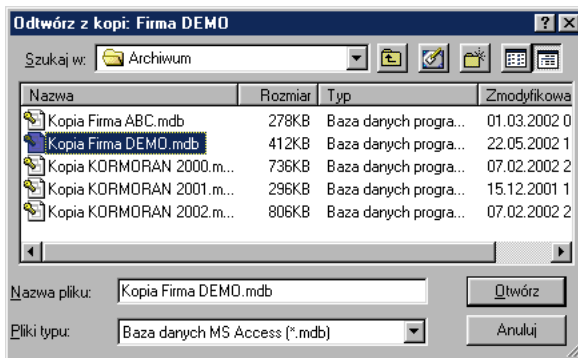 Odtwórz z kopi: Firma DEMO
Szukaj w: Archiwum
Nazwa Rozmiar Typ Zmodyfikowa
Kopia Firma ABC.mdb 278KB Baza danych progra... 01.03.2002 0
Kopia Firma DEMO.mdb 412KB Baza danych progra... 22.05.2002 1
Kopia KORMORAN 2000.m... 736KB Baza danych progra... 07.02.2002 2
Kopia KORMORAN 2001.m... 296KB Baza danych progra... 15.12.2001 1
Kopia KORMORAN 2002.m... 806KB Baza danych progra... 07.02.2002 2
Nazwa pliku: Kopia Firma DEMO.mdb Otwórz
Pliki typu: Baza danych MS Access (*.mdb) Anuluj